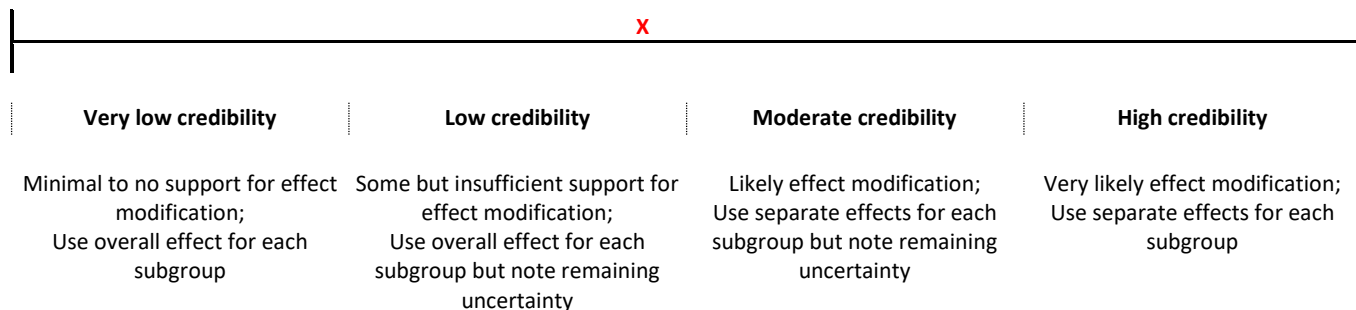 X
Very low credibility
Low credibility
Moderate credibility
High credibility
Minimal to no support for effect
modification;
Use overall effect for each
subgroup
Some but insufficient support for
effect modification;
Use overall effect for each
subgroup but note remaining
uncertainty
Likely effect modification;
Use separate effects for each
subgroup but note remaining
uncertainty
Very likely effect modification;
Use separate effects for each
subgroup